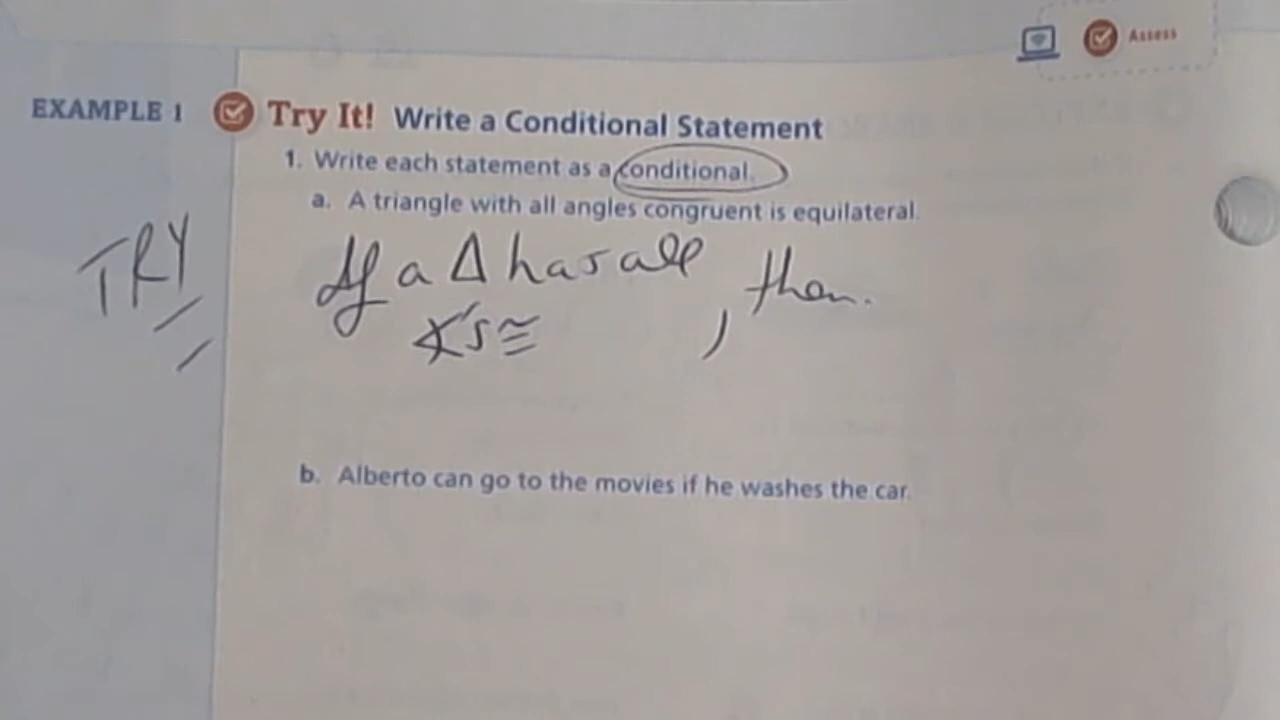 Assess
EXAMPLE 1 Try It! Write a Conditional Statement
1. Write each statement as a conditional.
a. A triangle with all angles congruent is equilateral.
TRY
If a Δ has all
∡'s ≅ , then.
b. Alberto can go to the movies if he washes the car.